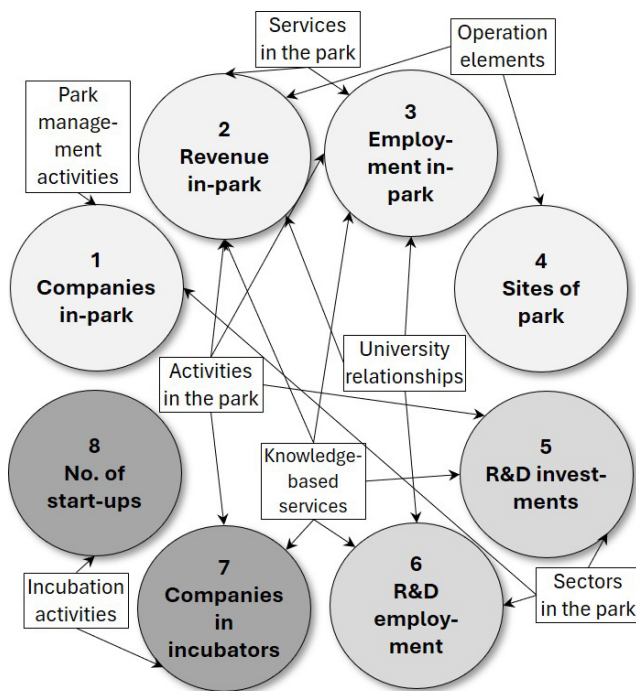 Services
in the park
Operation
elements
Park
manage-
ment
activities
2
Revenue
in-park
3
Employ-
ment in-
park
1
Companies
in-park
4
Sites of
park
Activities
in the park
University
relationships
8
No. of
start-ups
Knowledge-
based
services
5
R&D invest-
ments
Incubation
activities
7
Companies
in
incubators
6
R&D
employ-
ment
Sectors
in the park